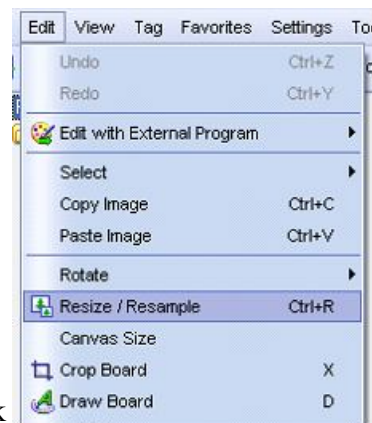 Edit View Tag Favorites Settings
Undo Ctrl+Z
Redo Ctrl+Y
Edit with External Program
Select
Copy Image Ctrl+C
Paste Image Ctrl+V
Rotate
Resize / Resample Ctrl+R
Canvas Size
Crop Board X
Draw Board D